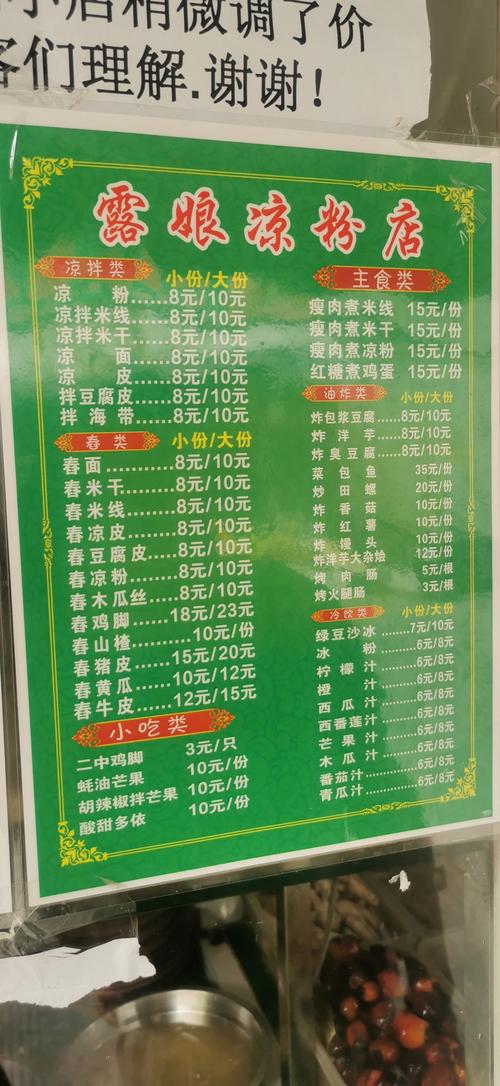 小店稍微调了价
客们理解.谢谢!
露娘凉粉店
凉拌类 小份/大份
凉粉......8元/10元
凉拌米线......8元/10元
凉拌米干......8元/10元
凉面......8元/10元
凉皮......8元/10元
拌豆腐皮......8元/10元
拌海带......8元/10元
舂类 小份/大份
舂面............8元/10元
舂米干.........8元/10元
舂米线.........8元/10元
舂凉皮.........8元/10元
舂豆腐皮......8元/10元
舂凉粉.........8元/10元
舂木瓜丝......8元/10元
舂鸡脚.........18元/23元
舂山楂............10元/份
舂猪皮.........15元/20元
舂黄瓜.........10元/12元
舂牛皮.........12元/15元
小吃类
二中鸡脚 3元/只
蚝油芒果 10元/份
胡辣椒拌芒果 10元/份
酸甜多依 10元/份
主食类
瘦肉煮米线 15元/份
瘦肉煮米干 15元/份
瘦肉煮凉粉 15元/份
红糖煮鸡蛋 15元/份
油炸类 小份/大份
炸包浆豆腐......8元/10元
炸洋芋......8元/10元
炸臭豆腐......8元/10元
菜包鱼 35元/份
炒田螺 20元/份
炸香菇 10元/份
炸红薯 10元/份
炸馒头 10元/份
炸洋芋大杂烩 12元/份
烤肉肠 5元/根
烤火腿肠 3元/根
冷饮类 小份/大份
绿豆沙冰......7元/10元
冰粉......6元/8元
柠檬汁......6元/8元
橙汁......6元/8元
西瓜汁......6元/8元
西番莲汁......6元/8元
芒果汁......6元/8元
木瓜汁......6元/8元
番茄汁......6元/8元
青瓜汁......6元/8元